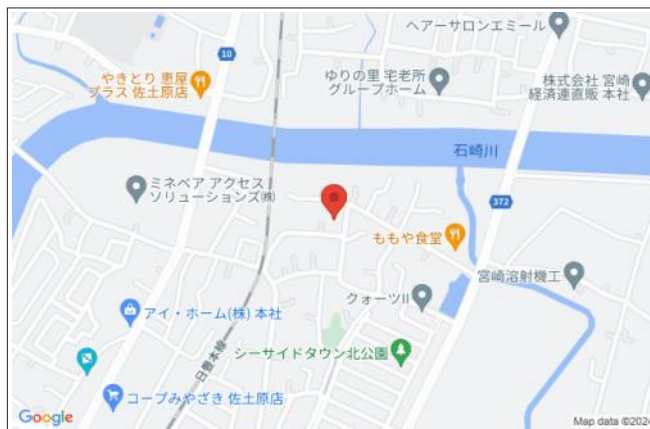 ヘアーサロンエミール
10
やきとり 恵屋
プラス 佐土原店
ゆりの里 宅老所
グループホーム
株式会社 宮崎
経済連直販 本社
石崎川
ミネベア アクセス
ソリューションズ㈱
372
ももや食堂
宮崎溶射機工
クォーツII
アイ・ホーム(株) 本社
シーサイドタウン北公園
日豊本線
コープみやざき 佐土原店
Google
Map data ©2024